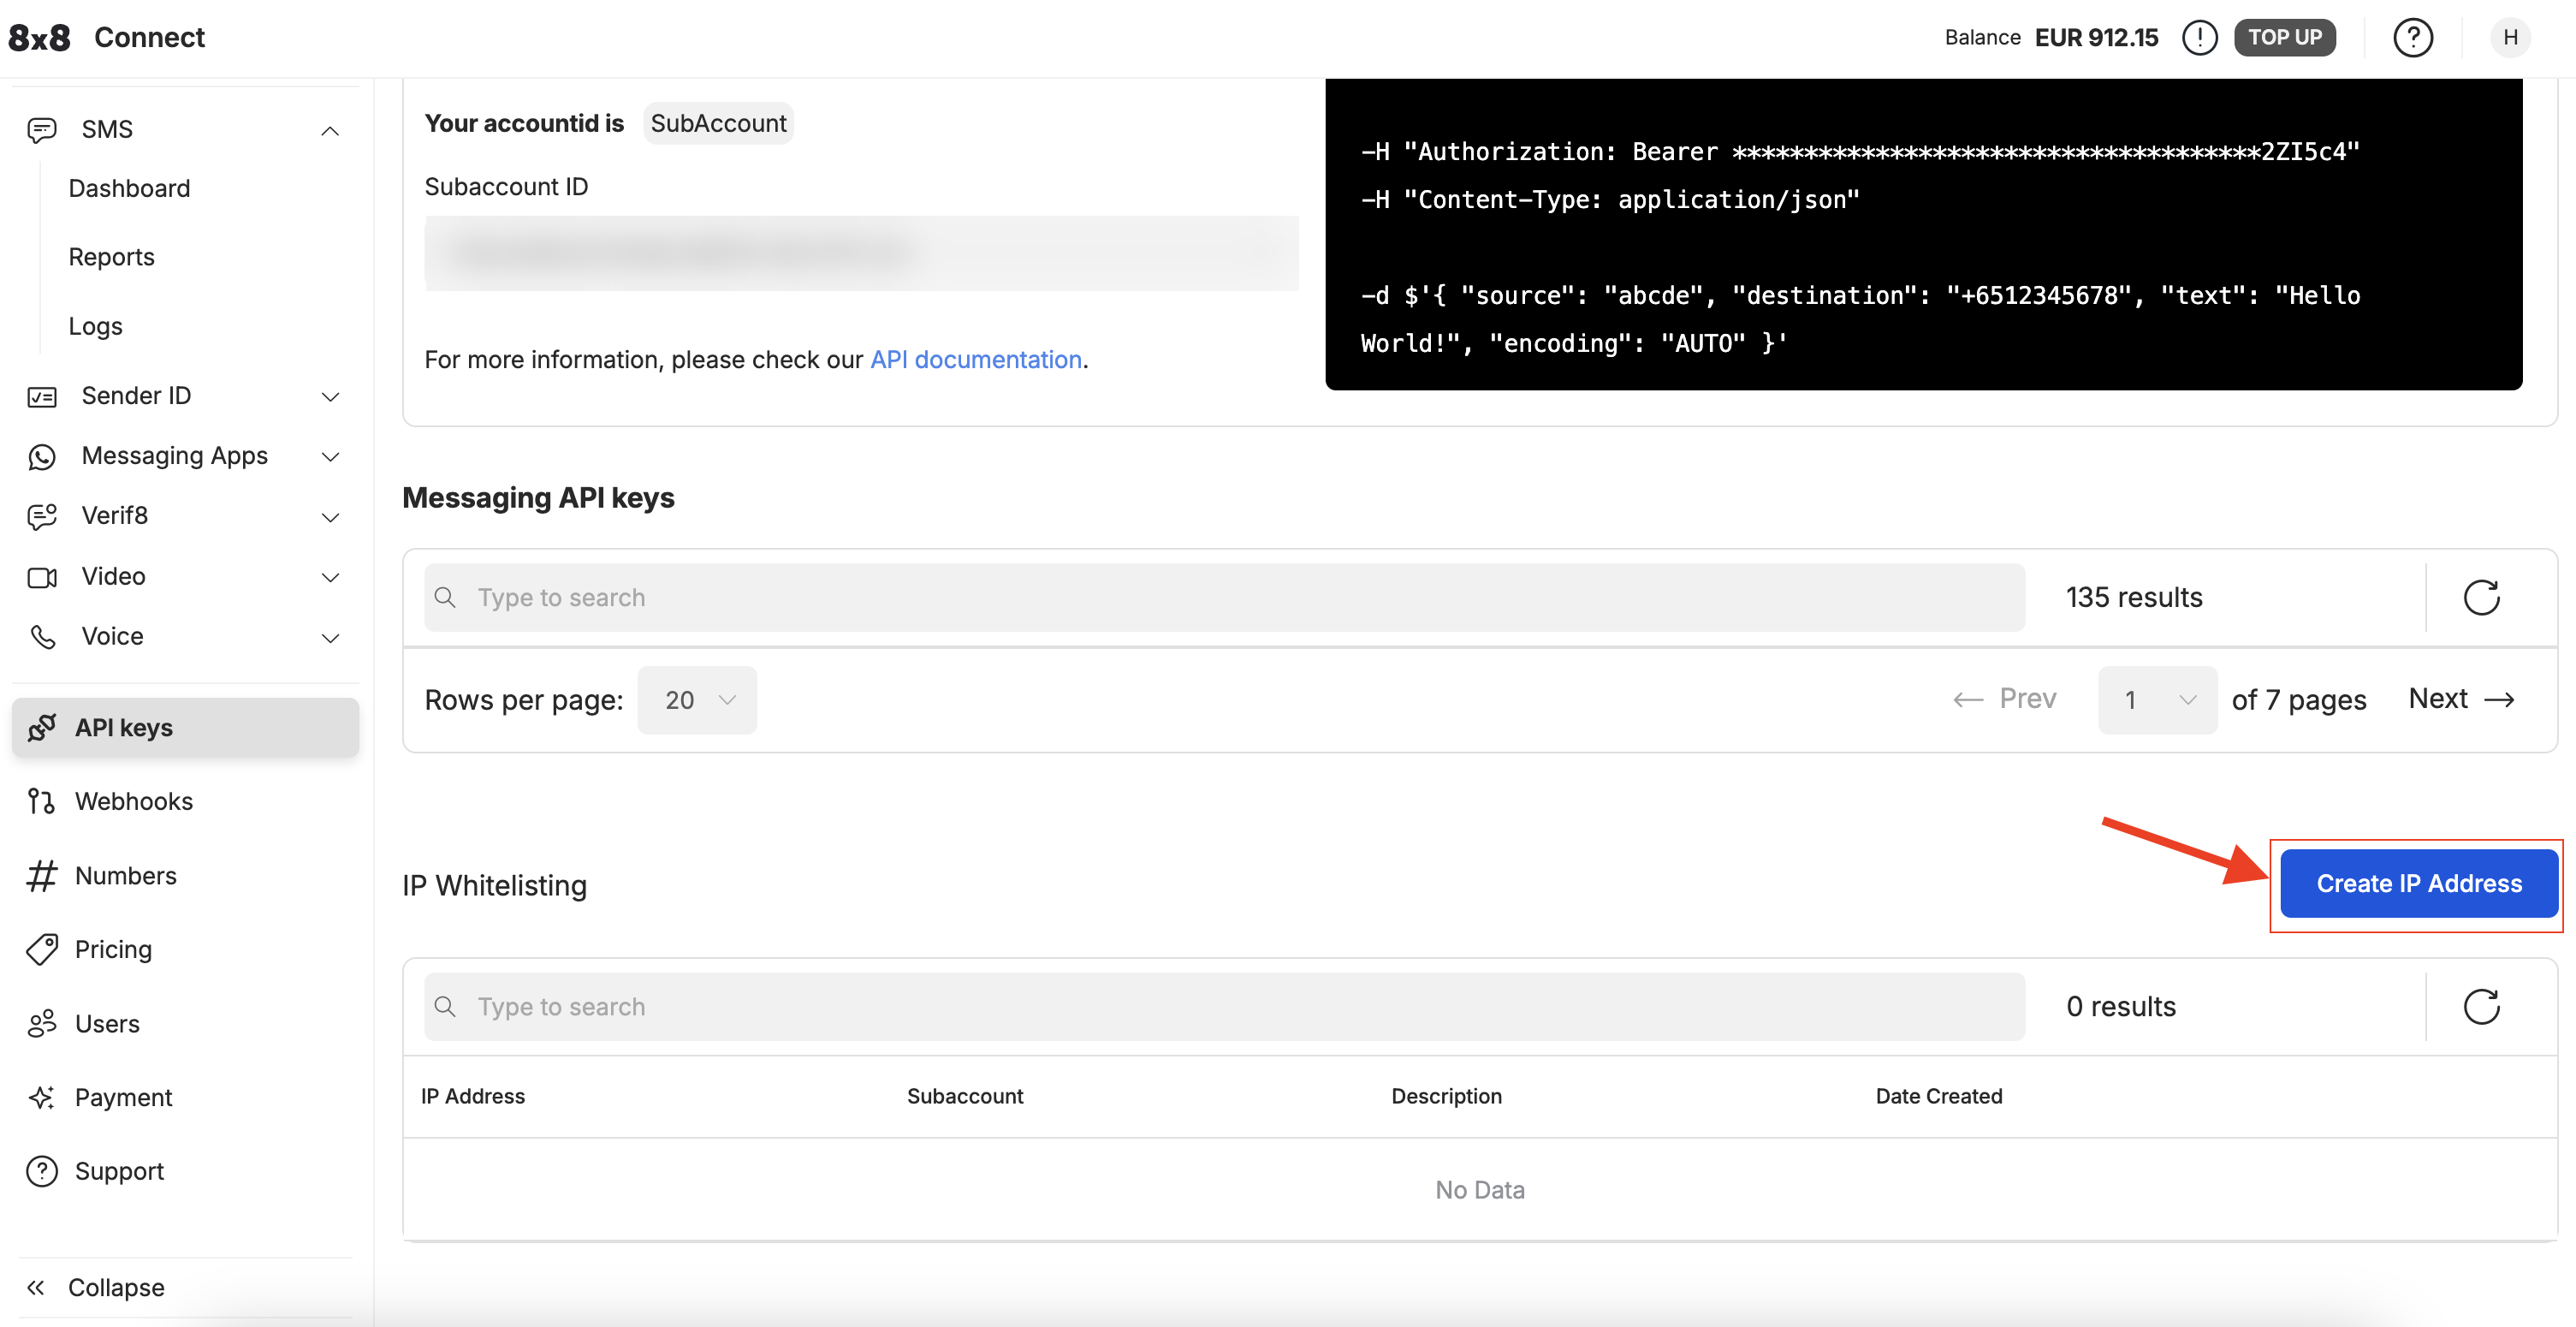 8x8 Connect
Balance EUR 912.15 TOP UP H
SMS
Dashboard
Reports
Logs
Sender ID
Messaging Apps
Verif8
Video
Voice
API keys
Webhooks
Numbers
Pricing
Users
Payment
Support
Collapse
Your accountid is SubAccount
Subaccount ID
For more information, please check our API documentation.
-H "Authorization: Bearer *************************************2ZI5c4"
-H "Content-Type: application/json"
-d $'{ "source": "abcde", "destination": "+6512345678", "text": "Hello
World!", "encoding": "AUTO" }'
Messaging API keys
Type to search 135 results
Rows per page: 20 Prev 1 of 7 pages Next
IP Whitelisting Create IP Address
Type to search 0 results
IP Address Subaccount Description Date Created
No Data